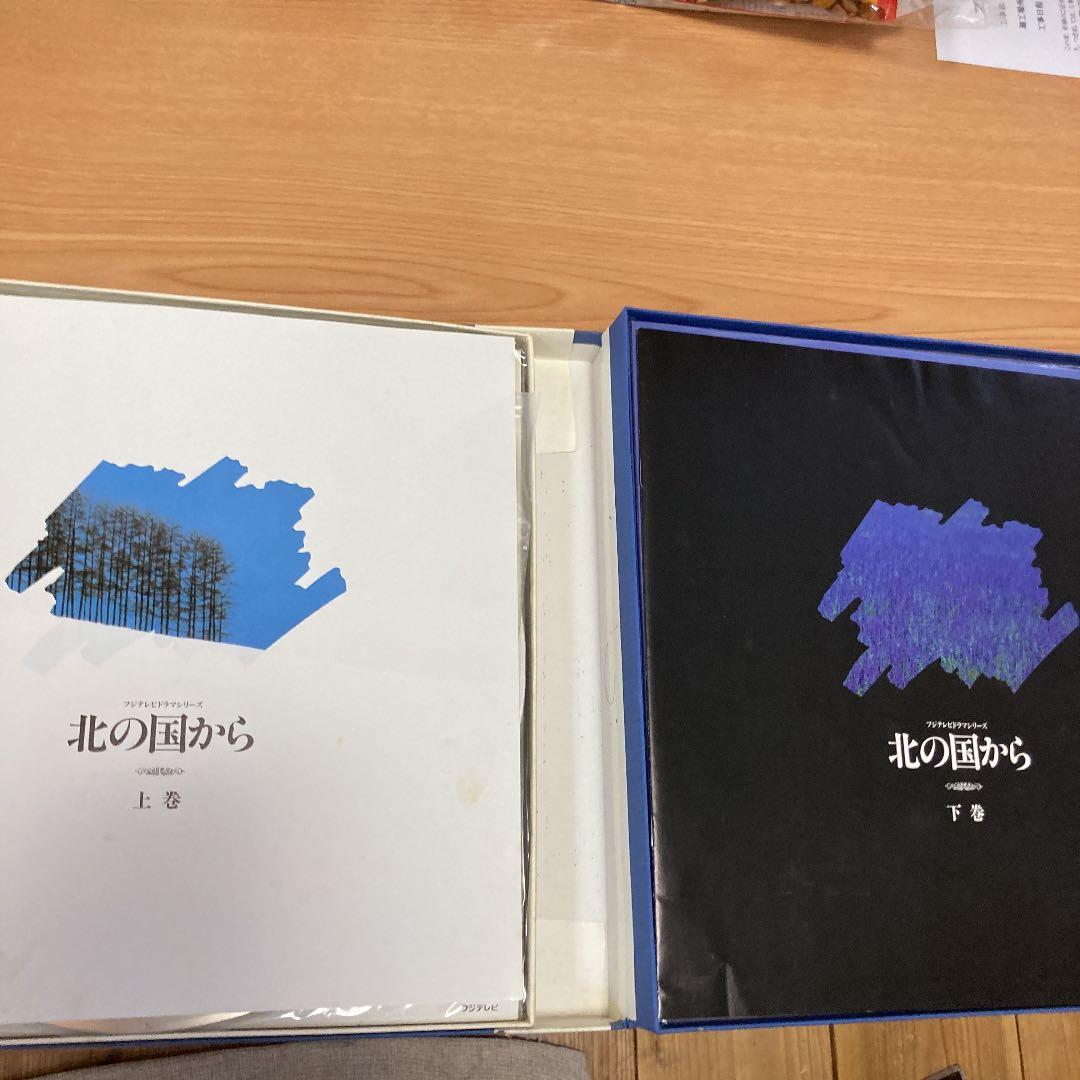 フジテレビドラマシリーズ
北の国から
上巻
フジテレビ
フジテレビドラマシリーズ
北の国から
下巻